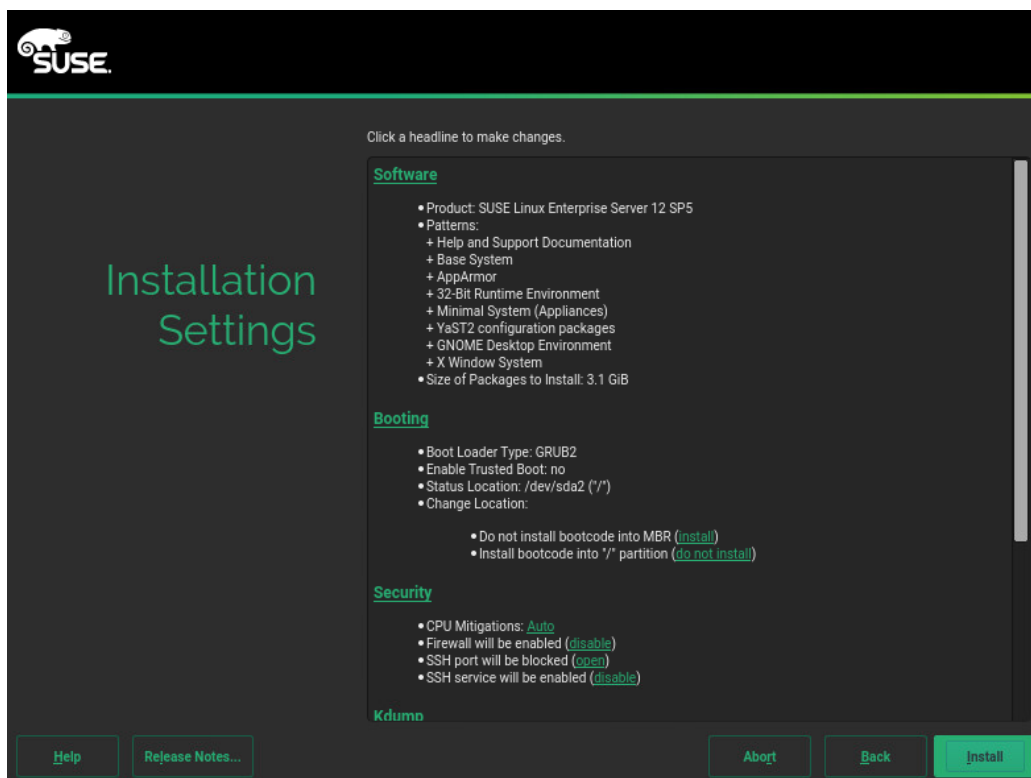 SUSE.
Click a headline to make changes.
Installation
Settings
Software
• Product: SUSE Linux Enterprise Server 12 SP5
• Patterns:
+ Help and Support Documentation
+ Base System
+ AppArmor
+ 32-Bit Runtime Environment
+ Minimal System (Appliances)
+ YaST2 configuration packages
+ GNOME Desktop Environment
+ X Window System
• Size of Packages to Install: 3.1 GiB
Booting
• Boot Loader Type: GRUB2
• Enable Trusted Boot: no
• Status Location: /dev/sda2 ("/")
• Change Location:
• Do not install bootcode into MBR (install)
• Install bootcode into "/" partition (do not install)
Security
• CPU Mitigations: Auto
• Firewall will be enabled (disable)
• SSH port will be blocked (open)
• SSH service will be enabled (disable)
Kdump
Help Release Notes... Abort Back Install